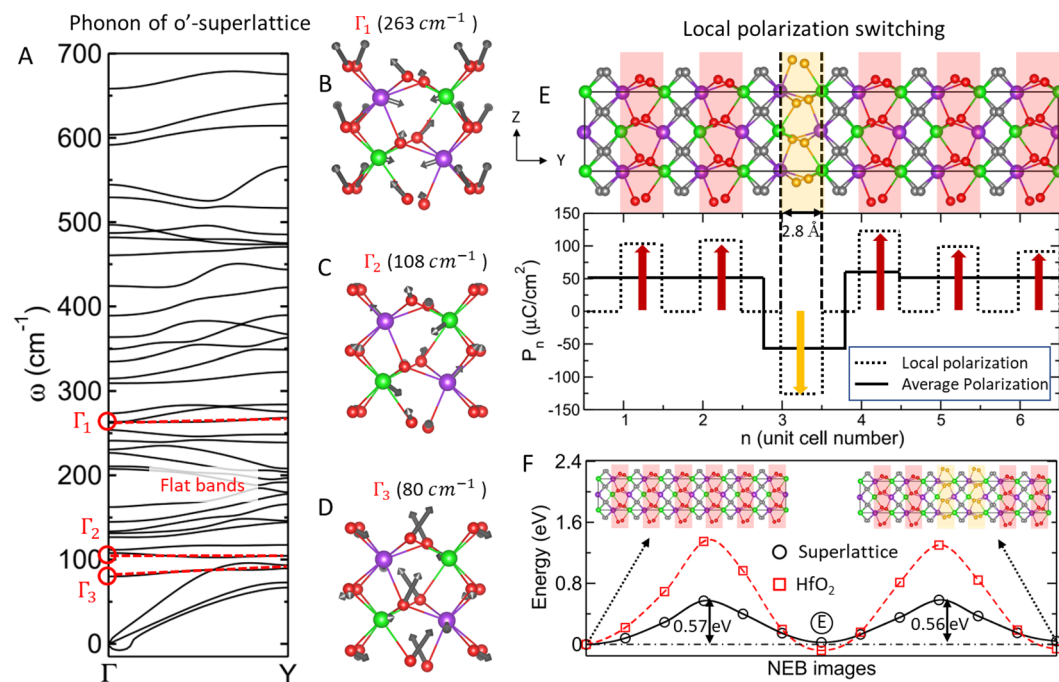 Phonon of o'-superlattice
A
700
600
500
400
300
200
100
0
ω (cm⁻¹)
Γ₁
Flat bands
Γ₂
Γ₃
Γ
Y
Γ₁ (263 cm⁻¹)
B
Γ₂ (108 cm⁻¹)
C
Γ₃ (80 cm⁻¹)
D
Local polarization switching
E
Z
Y
2.8 Å
150
100
50
0
-50
-100
-150
Pₙ (μC/cm²)
Local polarization
Average Polarization
1 2 3 4 5 6
n (unit cell number)
F
2.4
1.6
0.8
0
Energy (eV)
Superlattice
HfO₂
0.57 eV
E
0.56 eV
NEB images